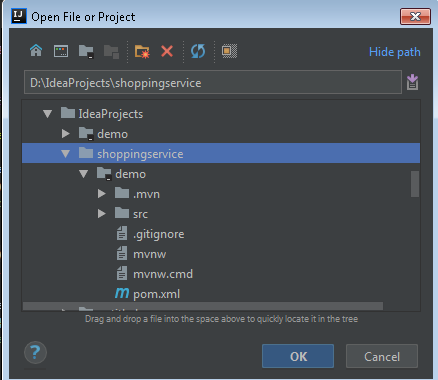 IJ Open File or Project
Hide path
D:\IdeaProjects\shoppingservice
IdeaProjects
demo
shoppingservice
demo
.mvn
src
.gitignore
mvnw
mvnw.cmd
m pom.xml
Drag and drop a file into the space above to quickly locate it in the tree
? OK Cancel